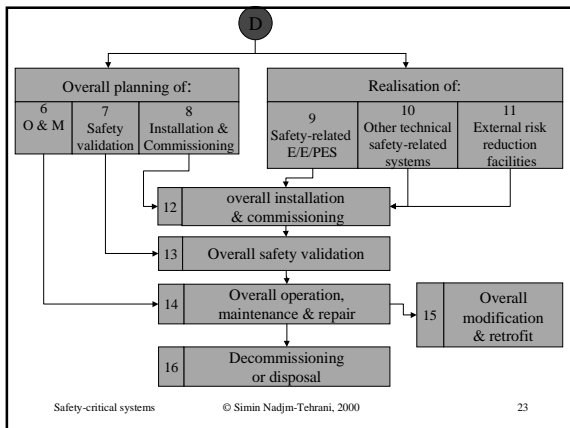 D
Overall planning of:
Realisation of:
6
O & M
7
Safety
validation
8
Installation &
Commissioning
9
Safety-related
E/E/PES
10
Other technical
safety-related
systems
11
External risk
reduction
facilities
12
overall installation
& commissioning
13
Overall safety validation
14
Overall operation,
maintenance & repair
15
Overall
modification
& retrofit
16
Decommissioning
or disposal
Safety-critical systems
© Simin Nadjm-Tehrani, 2000
23